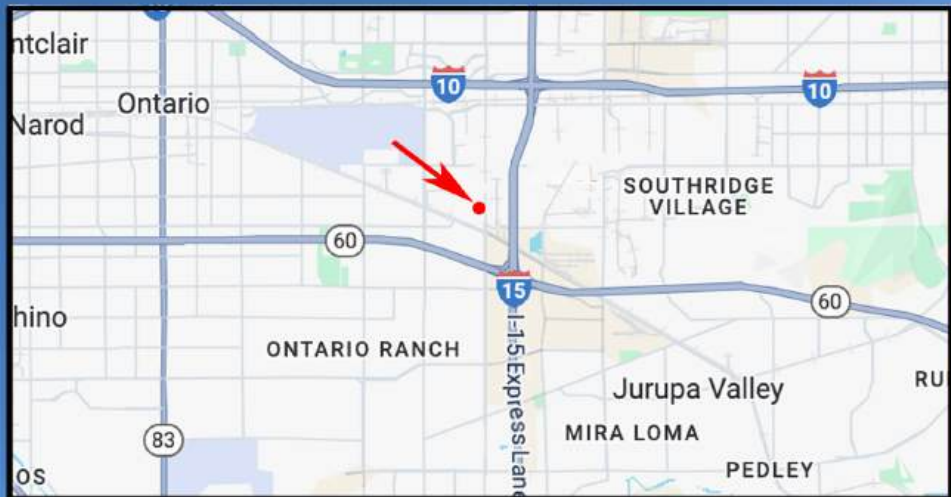 ntclair
10
10
Ontario
Narod
SOUTHRIDGE
VILLAGE
60
15
60
hino
I-15 Express Lane
ONTARIO RANCH
Jurupa Valley
RU
83
MIRA LOMA
PEDLEY
os